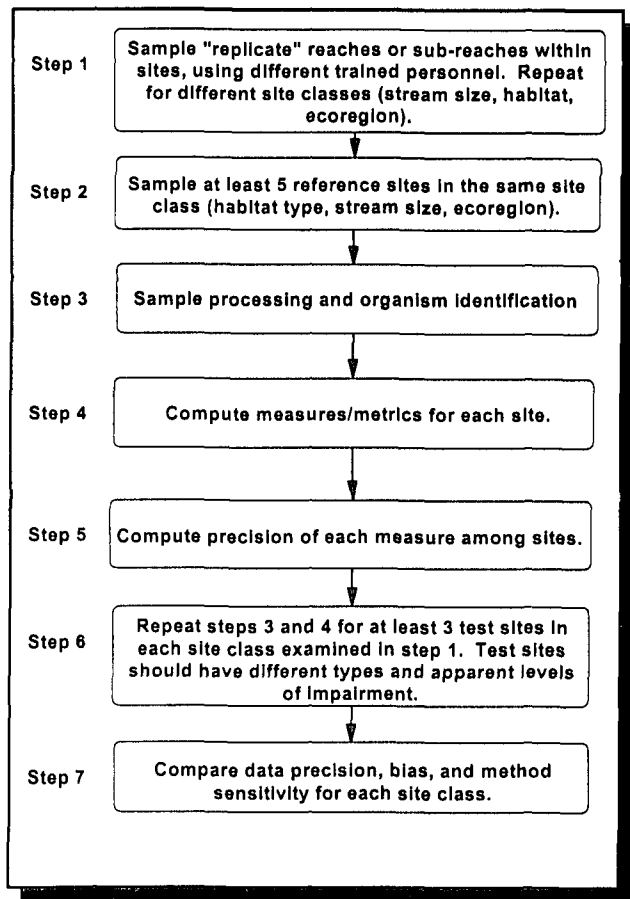 Step 1
Sample "replicate" reaches or sub-reaches within
sites, using different trained personnel. Repeat
for different site classes (stream size, habitat,
ecoregion).
Step 2
Sample at least 5 reference sites in the same site
class (habitat type, stream size, ecoregion).
Step 3
Sample processing and organism identification
Step 4
Compute measures/metrics for each site.
Step 5
Compute precision of each measure among sites.
Step 6
Repeat steps 3 and 4 for at least 3 test sites in
each site class examined in step 1. Test sites
should have different types and apparent levels
of impairment.
Step 7
Compare data precision, bias, and method
sensitivity for each site class.